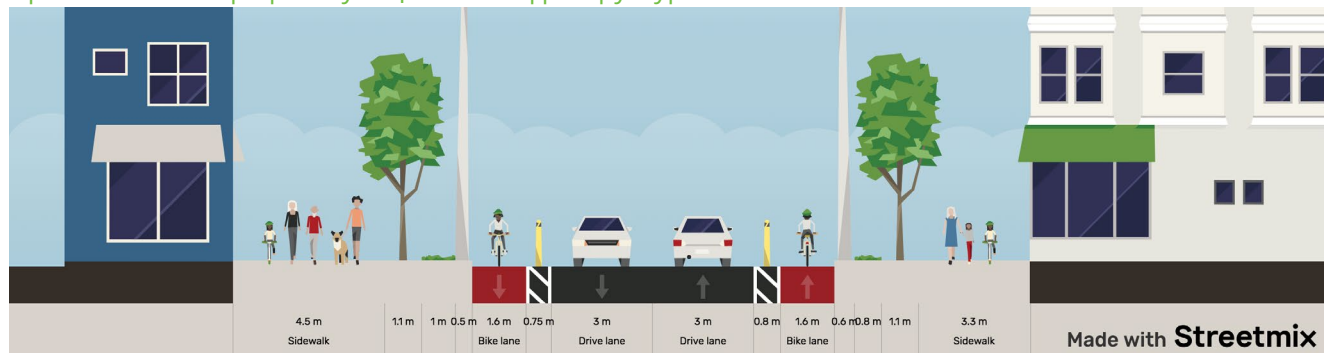 4.5 m 1.1 m 1 m 0.5 m 1.6 m 0.75 m 3 m 3 m 0.8 m 1.6 m 0.6 m 0.8 m 1.1 m 3.3 m
Sidewalk Bike lane Drive lane Drive lane Bike lane Sidewalk
Made with Streetmix